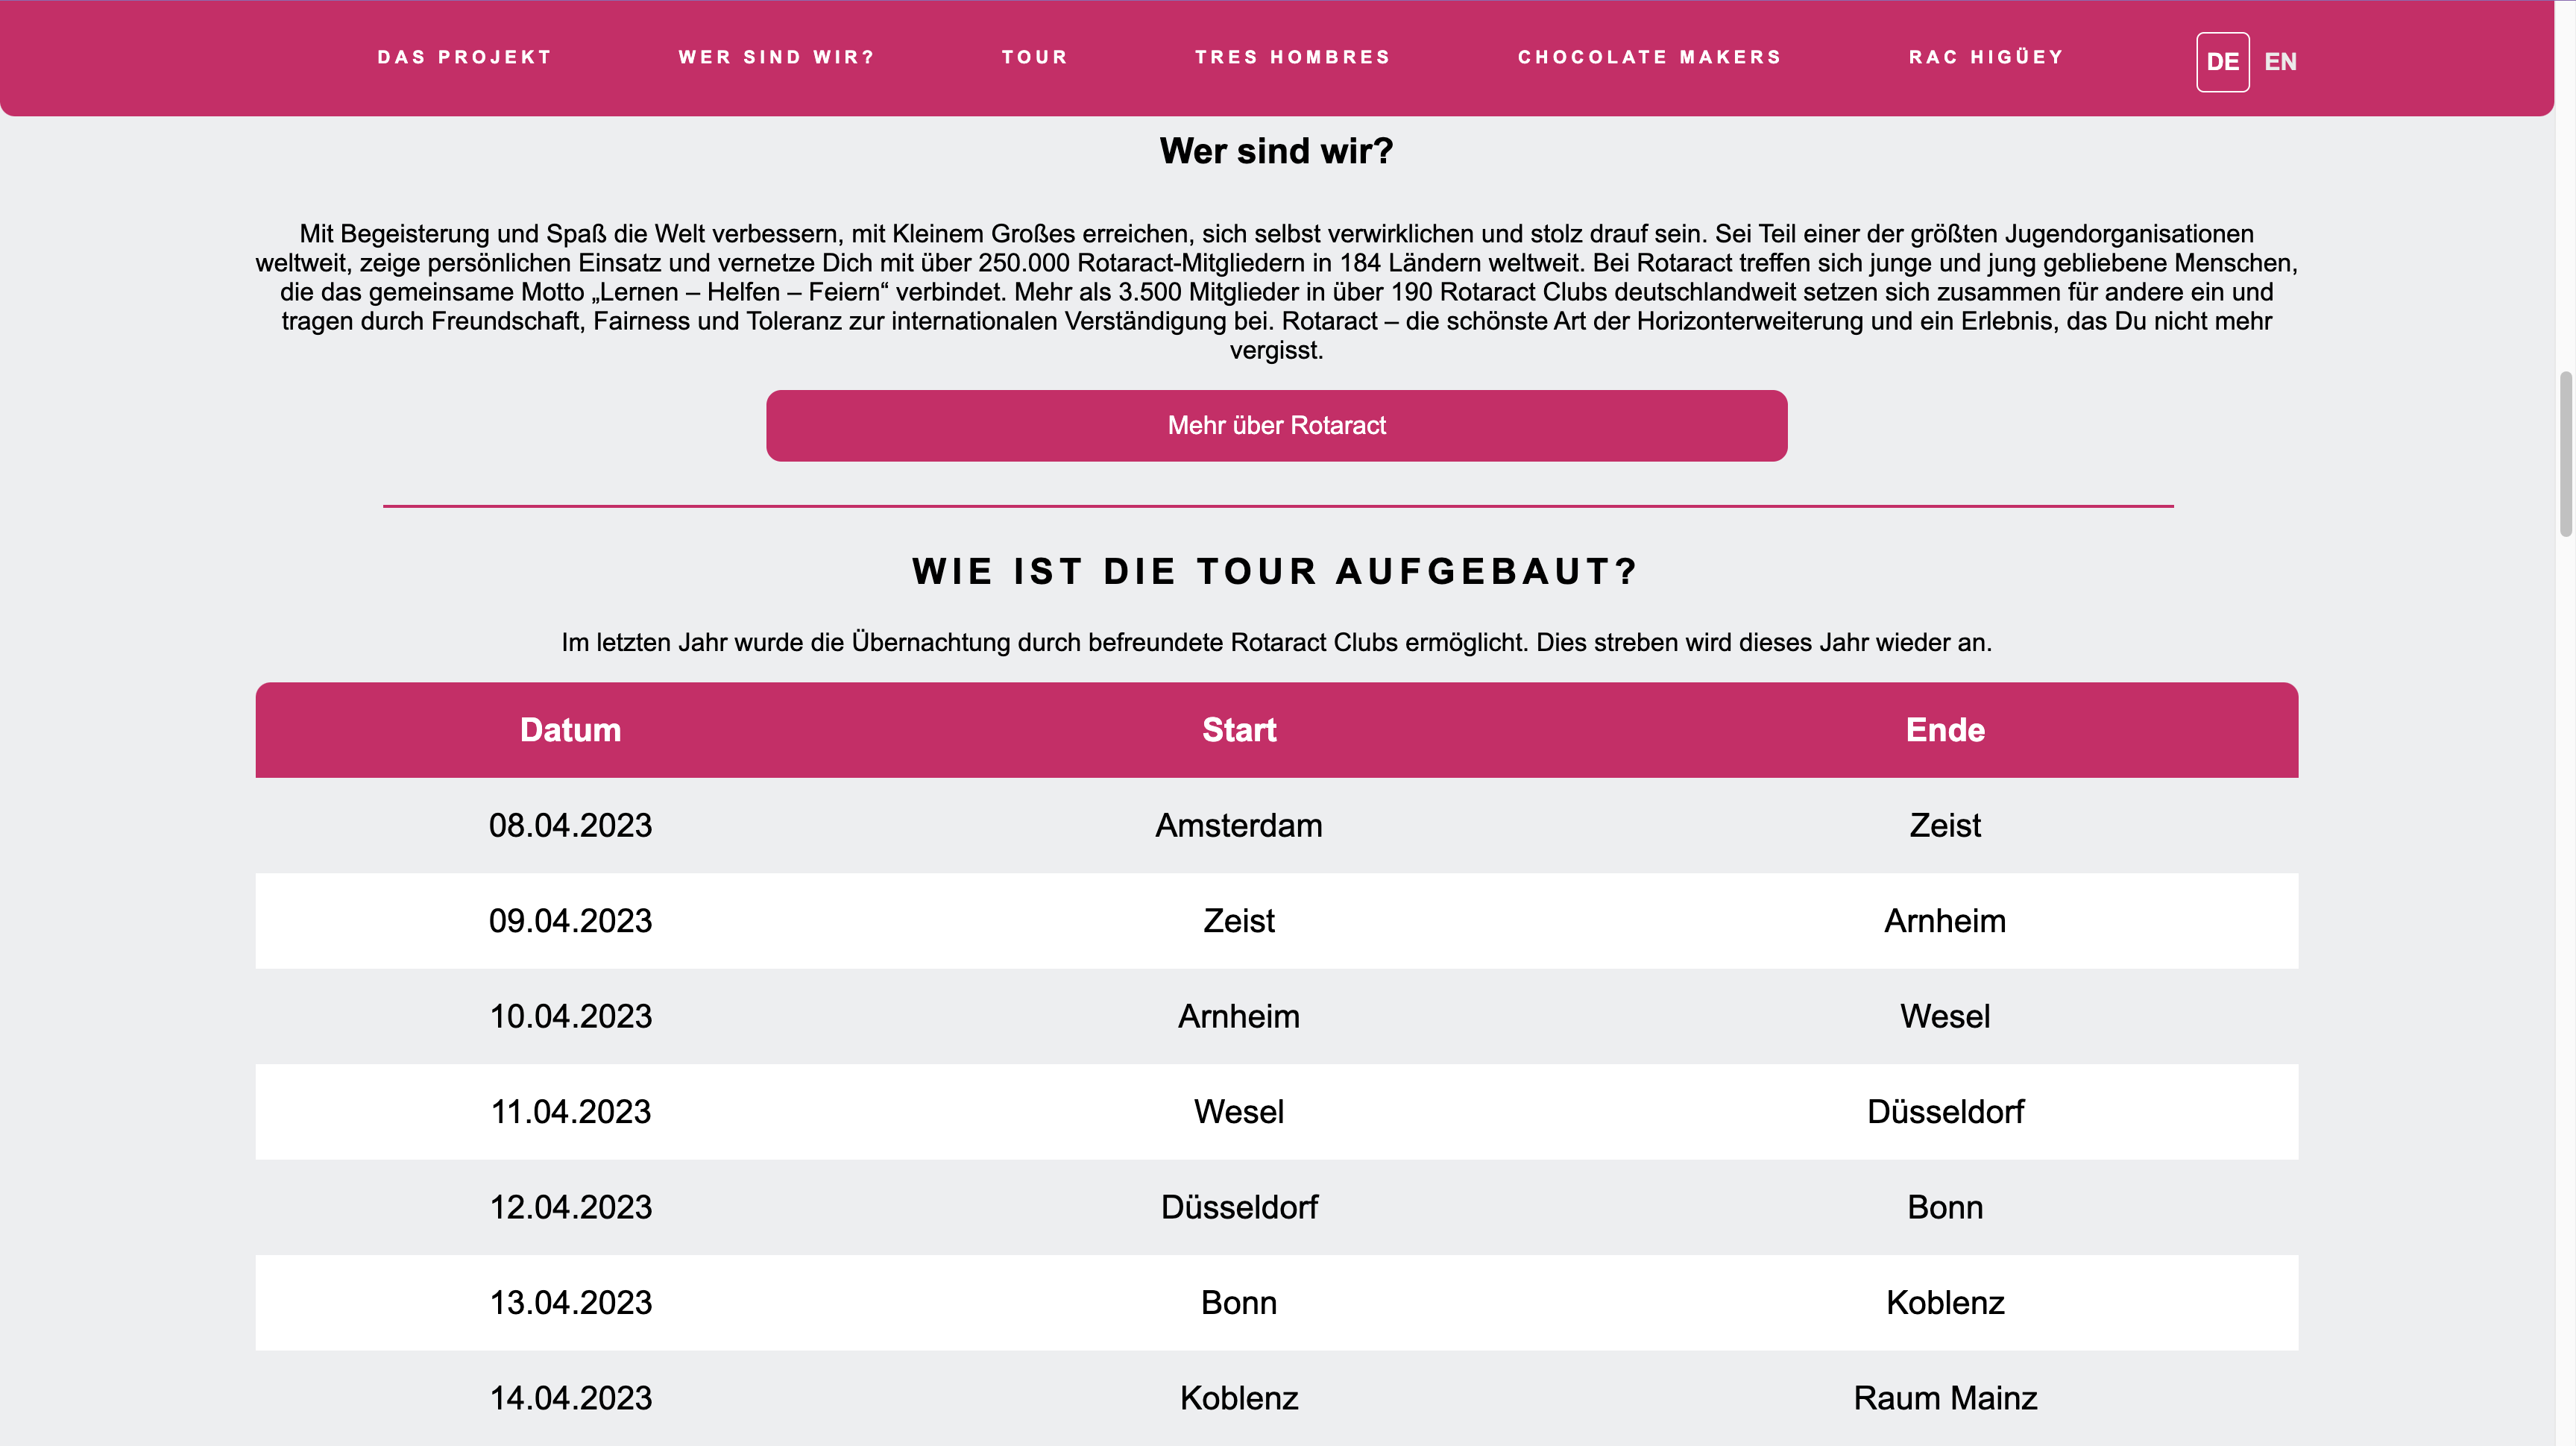 DAS PROJEKT WER SIND WIR? TOUR TRES HOMBRES CHOCOLATE MAKERS RAC HIGÜEY DE EN
Wer sind wir?
Mit Begeisterung und Spaß die Welt verbessern, mit Kleinem Großes erreichen, sich selbst verwirklichen und stolz drauf sein. Sei Teil einer der größten Jugendorganisationen
weltweit, zeige persönlichen Einsatz und vernetze Dich mit über 250.000 Rotaract-Mitgliedern in 184 Ländern weltweit. Bei Rotaract treffen sich junge und jung gebliebene Menschen,
die das gemeinsame Motto „Lernen – Helfen – Feiern“ verbindet. Mehr als 3.500 Mitglieder in über 190 Rotaract Clubs deutschlandweit setzen sich zusammen für andere ein und
tragen durch Freundschaft, Fairness und Toleranz zur internationalen Verständigung bei. Rotaract – die schönste Art der Horizonterweiterung und ein Erlebnis, das Du nicht mehr
vergisst.
Mehr über Rotaract
WIE IST DIE TOUR AUFGEBAUT?
Im letzten Jahr wurde die Übernachtung durch befreundete Rotaract Clubs ermöglicht. Dies streben wird dieses Jahr wieder an.
Datum Start Ende
08.04.2023 Amsterdam Zeist
09.04.2023 Zeist Arnheim
10.04.2023 Arnheim Wesel
11.04.2023 Wesel Düsseldorf
12.04.2023 Düsseldorf Bonn
13.04.2023 Bonn Koblenz
14.04.2023 Koblenz Raum Mainz